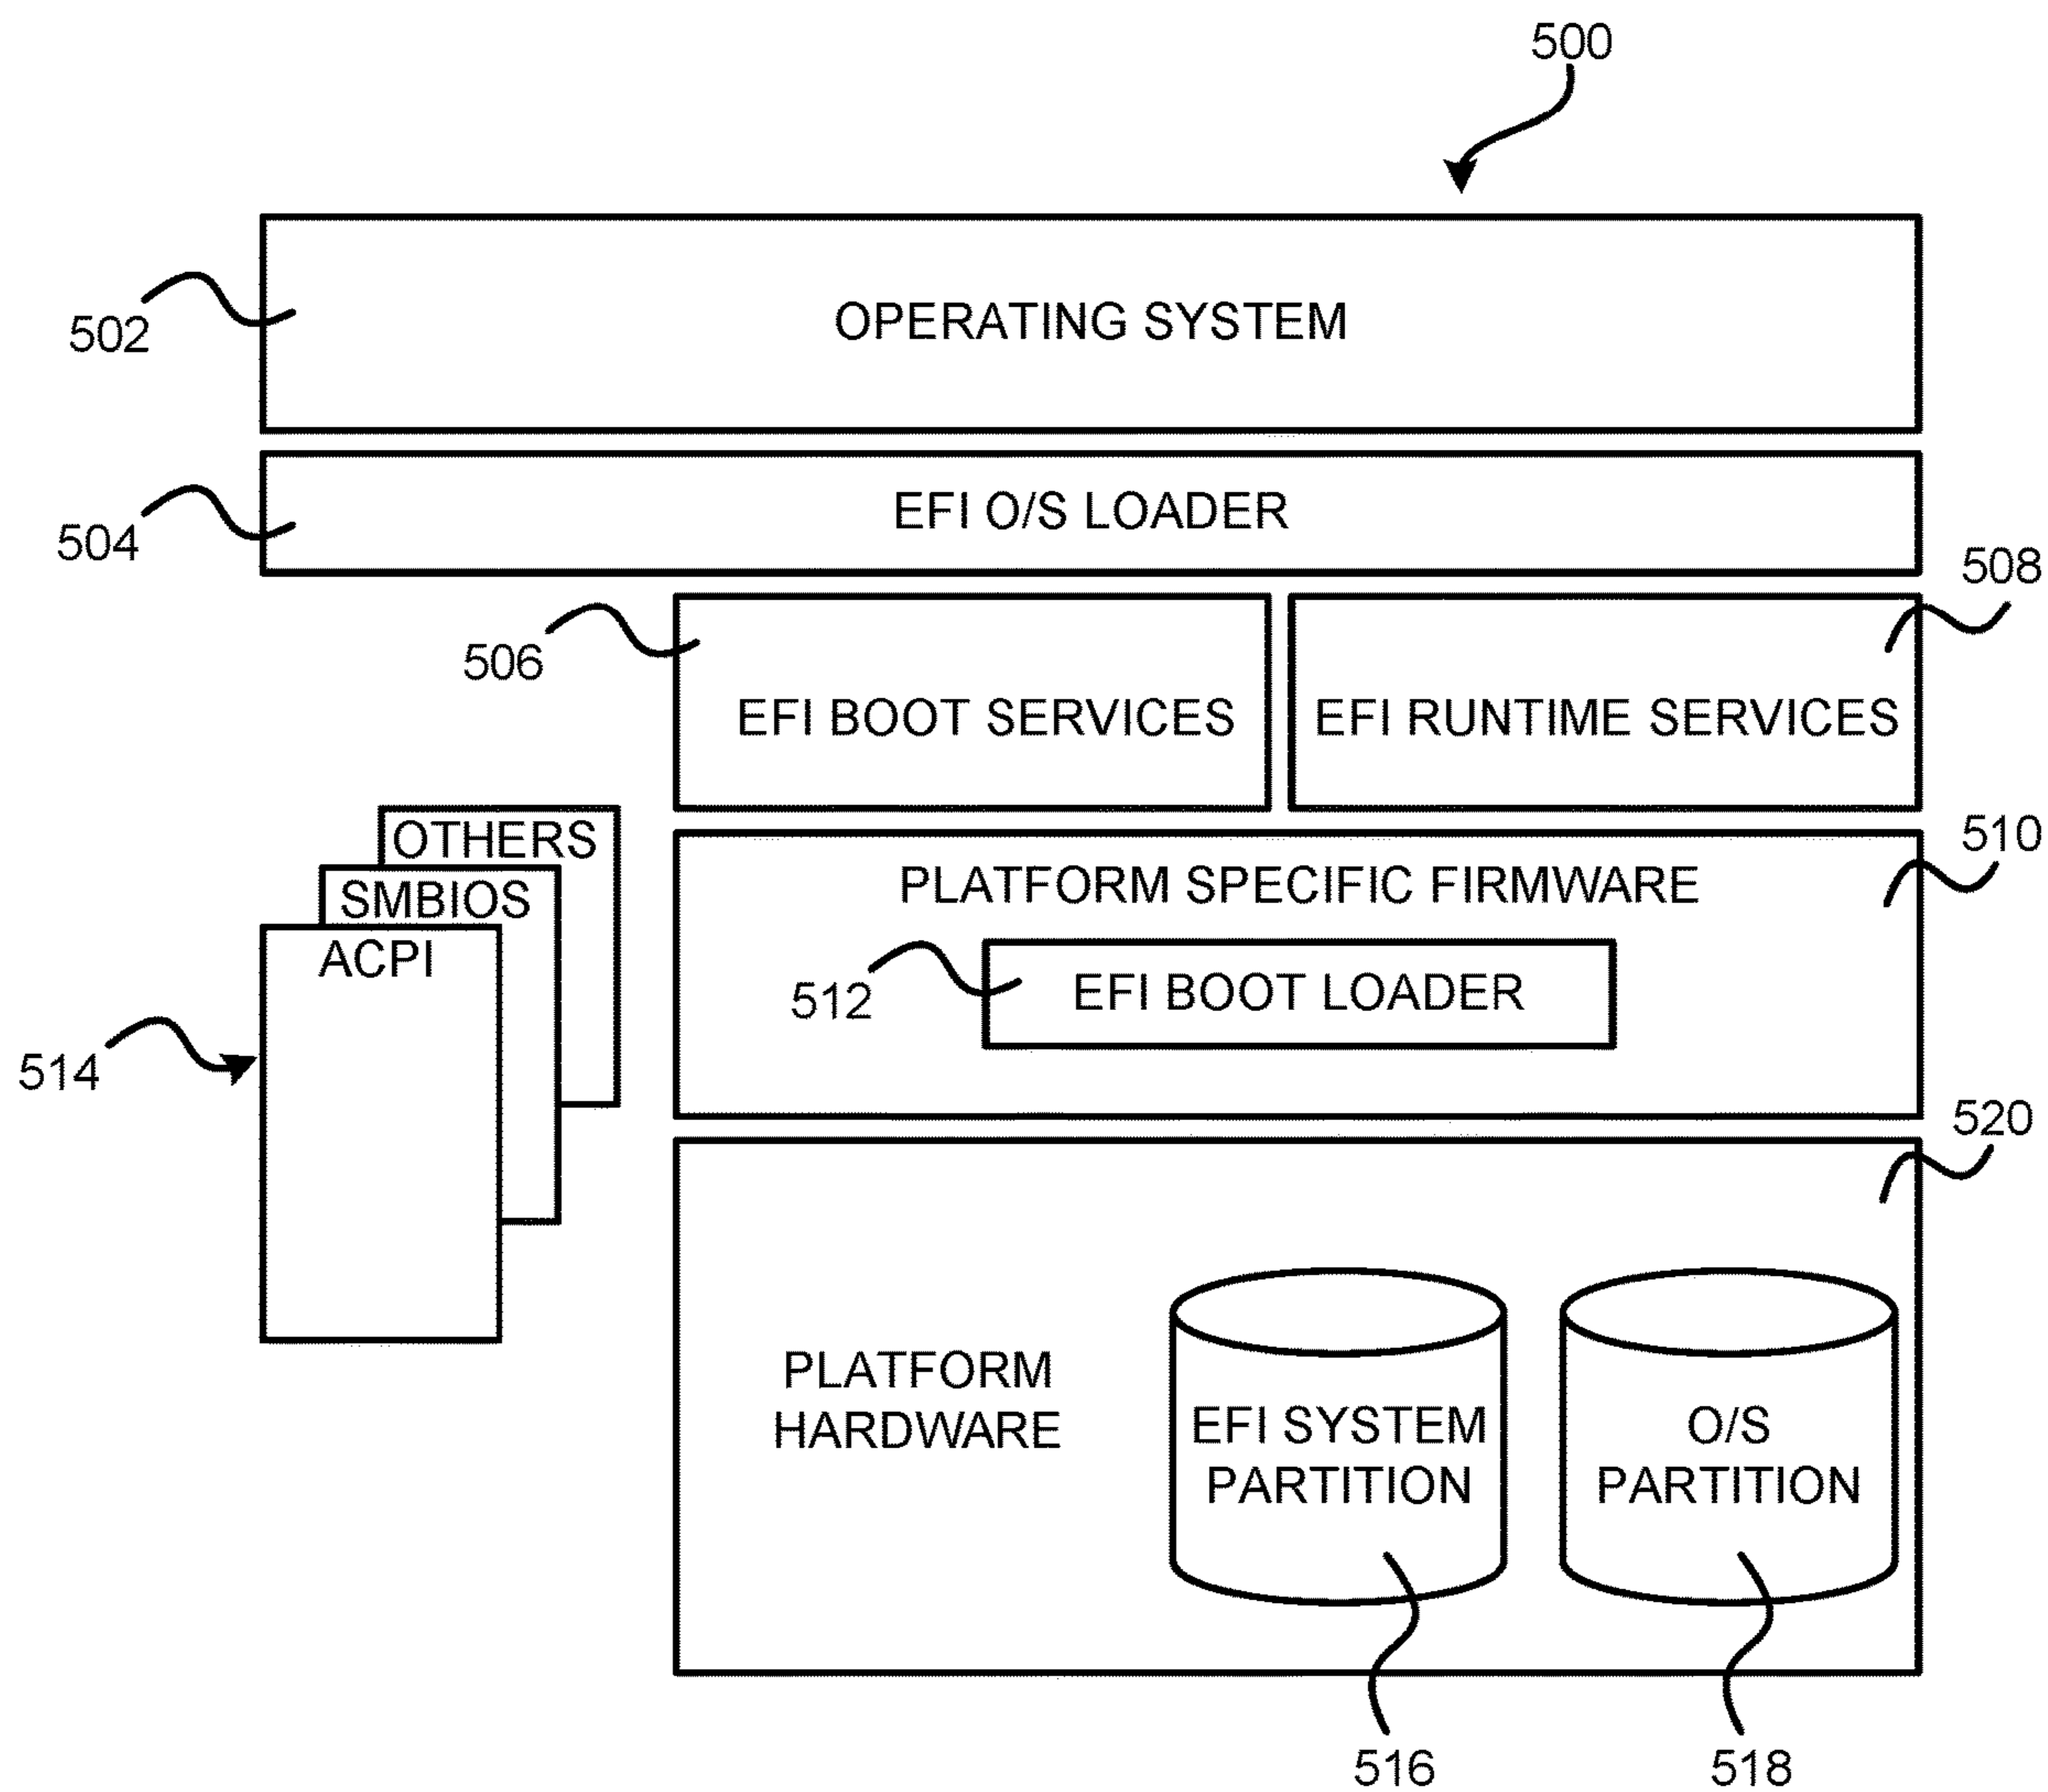 500
OPERATING SYSTEM
502
EFI O/S LOADER
504
508
506
EFI BOOT SERVICES
EFI RUNTIME SERVICES
OTHERS
SMBIOS
ACPI
510
PLATFORM SPECIFIC FIRMWARE
512
EFI BOOT LOADER
514
520
PLATFORM
HARDWARE
EFI SYSTEM
PARTITION
O/S
PARTITION
516
518